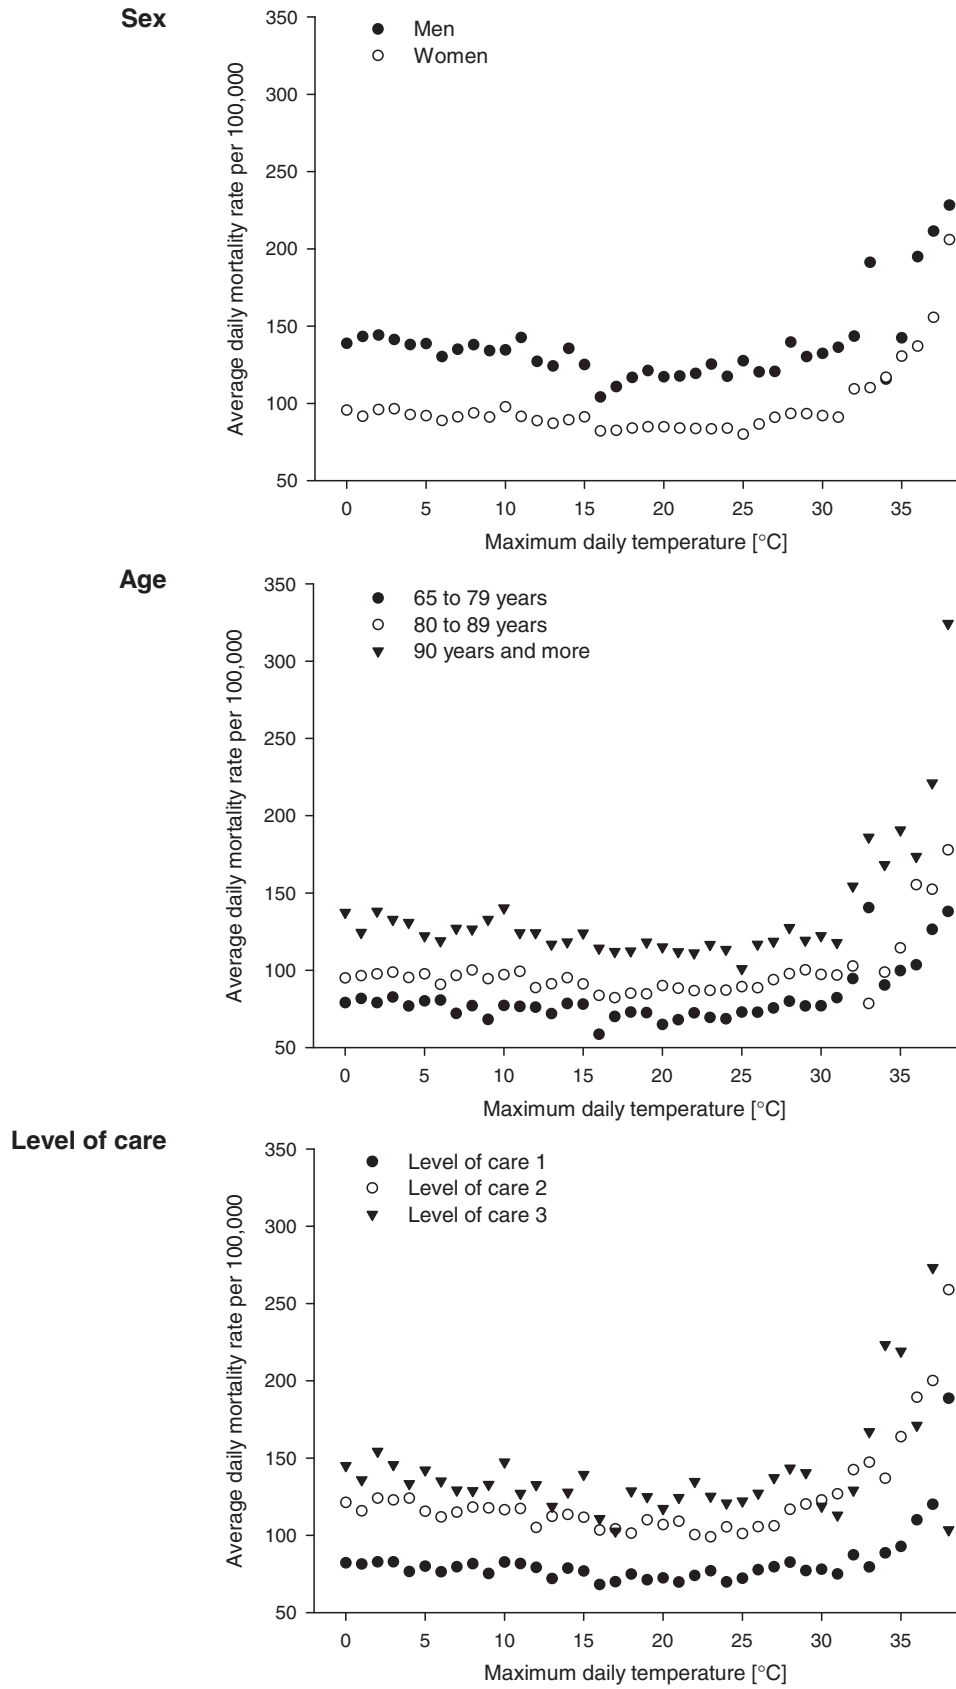 Sex
Men
Women
Average daily mortality rate per 100,000
350
300
250
200
150
100
50
0 5 10 15 20 25 30 35
Maximum daily temperature [°C]
Age
65 to 79 years
80 to 89 years
90 years and more
Average daily mortality rate per 100,000
350
300
250
200
150
100
50
0 5 10 15 20 25 30 35
Maximum daily temperature [°C]
Level of care
Level of care 1
Level of care 2
Level of care 3
Average daily mortality rate per 100,000
350
300
250
200
150
100
50
0 5 10 15 20 25 30 35
Maximum daily temperature [°C]